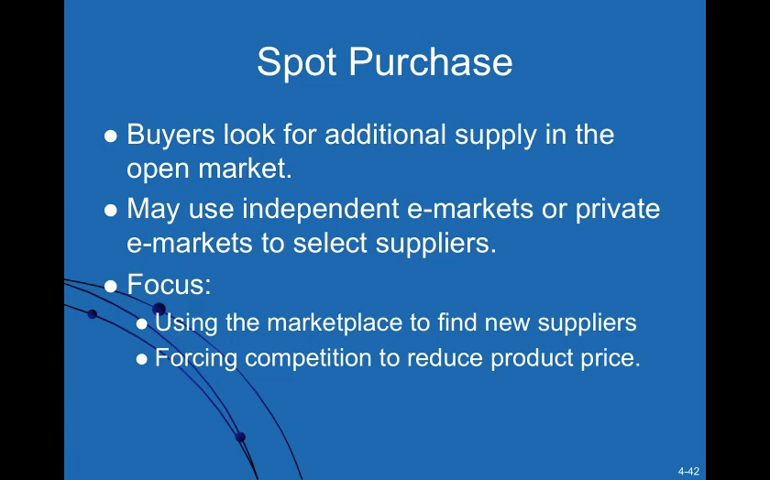 Spot Purchase
● Buyers look for additional supply in the
open market.
● May use independent e-markets or private
e-markets to select suppliers.
● Focus:
● Using the marketplace to find new suppliers
● Forcing competition to reduce product price.
4-42